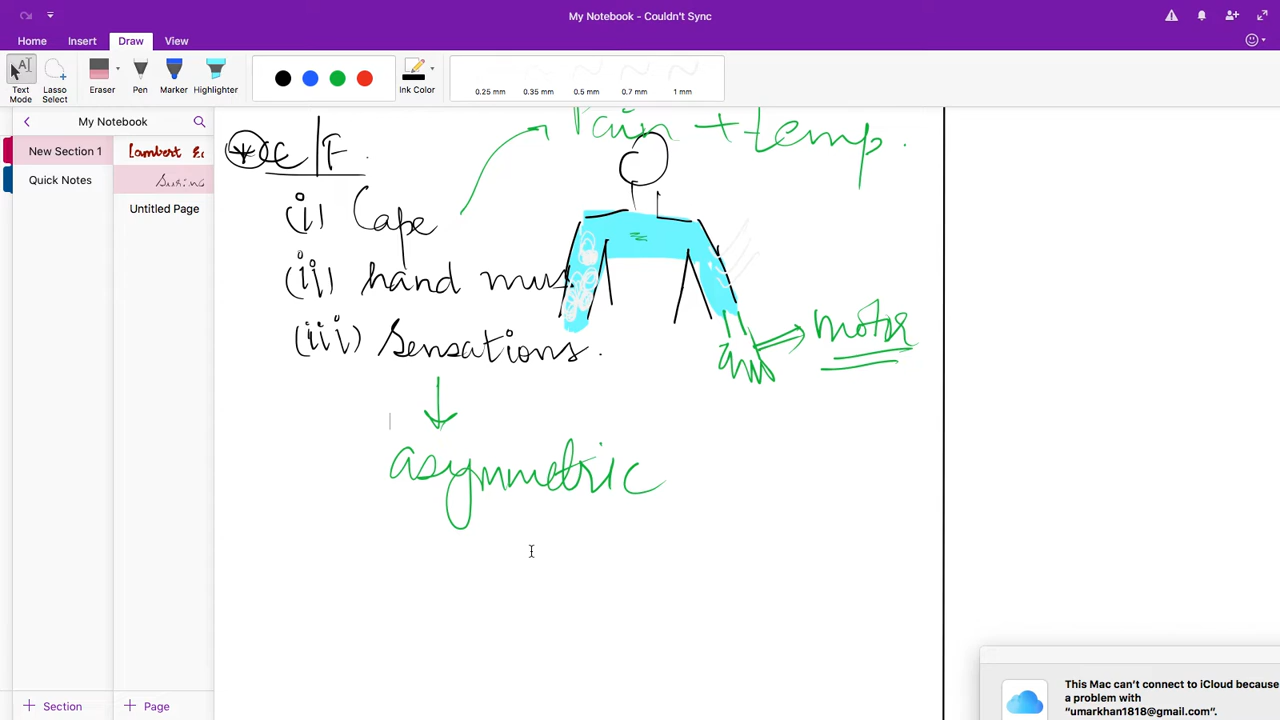 My Notebook - Couldn't Sync
Home Insert Draw View
Text Mode
Lasso Select
Eraser
Pen
Marker
Highlighter
Ink Color
0.25 mm 0.35 mm 0.5 mm 0.7 mm 1 mm
My Notebook
New Section 1
Quick Notes
Lambert
Untitled Page
Pain + temp.
C/F.
(i) Cape
(ii) hand mus
(iii) Sensations.
motor
asymmetric
+ Section
+ Page
This Mac can't connect to iCloud because
a problem with
"umarkhan1818@gmail.com".